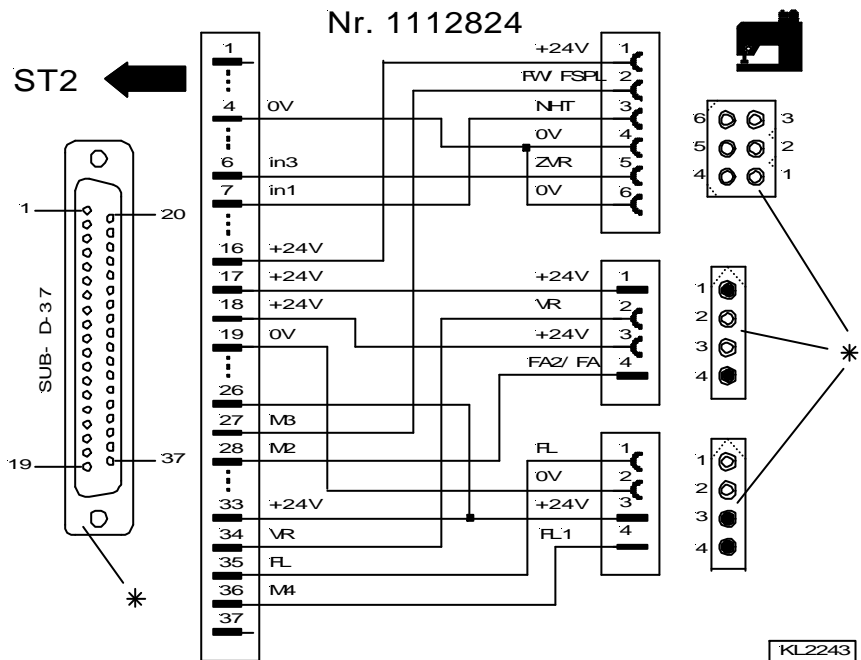 Nr. 1112824
ST2
1
4 0V
6 in3
7 in1
16 +24V
17 +24V
18 +24V
19 0V
26
27 M3
28 M2
33 +24V
34 VR
35 FL
36 M4
37
1 20
SUB- D-37
19 37
+24V 1
FW/ FSPL 2
NHT 3
0V 4
ZVR 5
0V 6
+24V 1
VR 2
+24V 3
FA2/ FA 4
FL 1
0V 2
+24V 3
FL1 4
6 3
5 2
4 1
1
2
3
4
1
2
3
4
*
*
KL2243